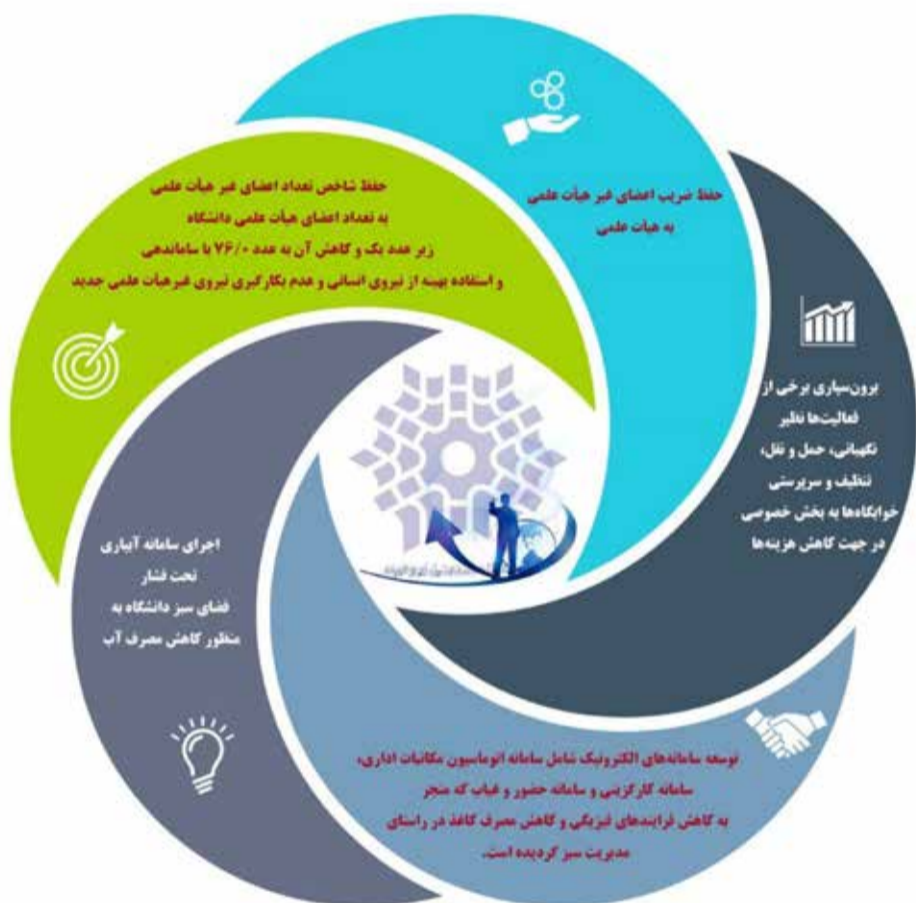 حفظ ضریب اعضای غیر هیأت علمی
به هیأت علمی
حفظ شاخص تعداد اعضای غیر هیأت علمی
به تعداد اعضای هیأت علمی دانشگاه
زیر عدد یک و کاهش آن به عدد ۷۶/۰ با ساماندهی
و استفاده بهینه از نیروی انسانی و عدم بکارگیری نیروی غیرهیأت علمی جدید
برون‌سپاری برخی از
فعالیت‌ها نظیر
نگهبانی، حمل و نقل،
تنظیف و سرپرستی
خوابگاه‌ها به بخش خصوصی
در جهت کاهش هزینه‌ها
اجرای سامانه آبیاری
تحت فشار
فضای سبز دانشگاه به
منظور کاهش مصرف آب
توسعه سامانه‌های الکترونیک شامل سامانه اتوماسیون مکاتبات اداری،
سامانه کارگزینی و سامانه حضور و غیاب که منجر
به کاهش فرایندهای فیزیکی و کاهش مصرف کاغذ در راستای
مدیریت سبز گردیده است.